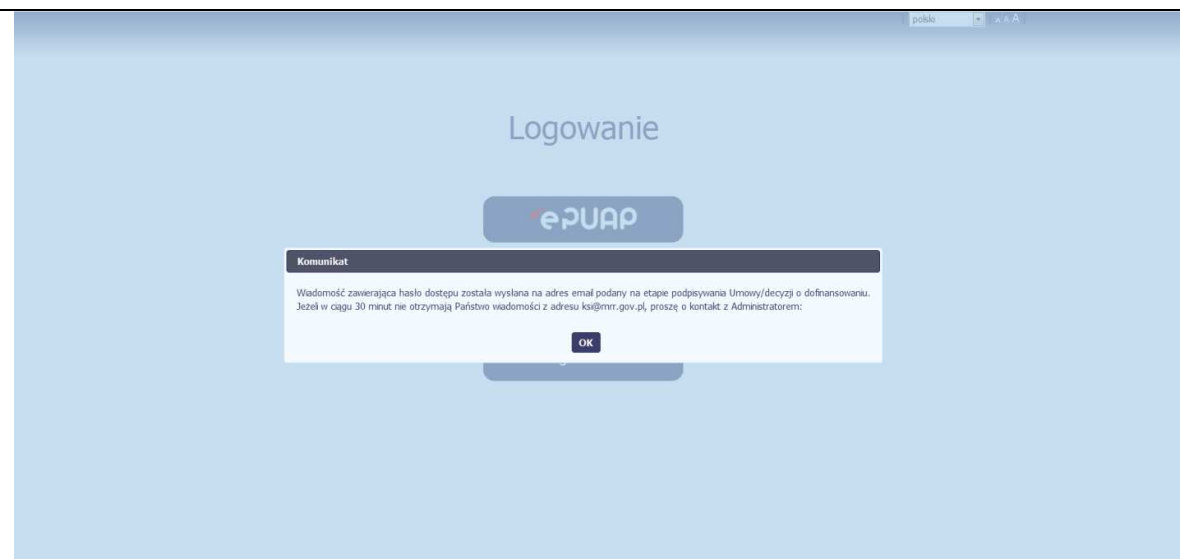 polski A A A
Logowanie
ePUAP
Komunikat
Wiadomość zawierająca hasło dostępu została wysłana na adres email podany na etapie podpisywania Umowy/decyzji o dofinansowaniu.
Jeżeli w ciągu 30 minut nie otrzymają Państwo wiadomości z adresu ksi@mrr.gov.pl, proszę o kontakt z Administratorem:
OK